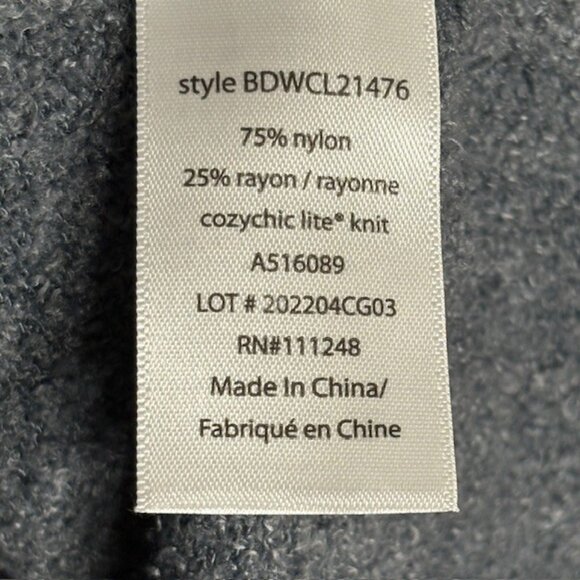 style BDWCL21476
75% nylon
25% rayon / rayonne
cozychic lite® knit
A516089
LOT # 202204CG03
RN#111248
Made In China/
Fabriqué en Chine